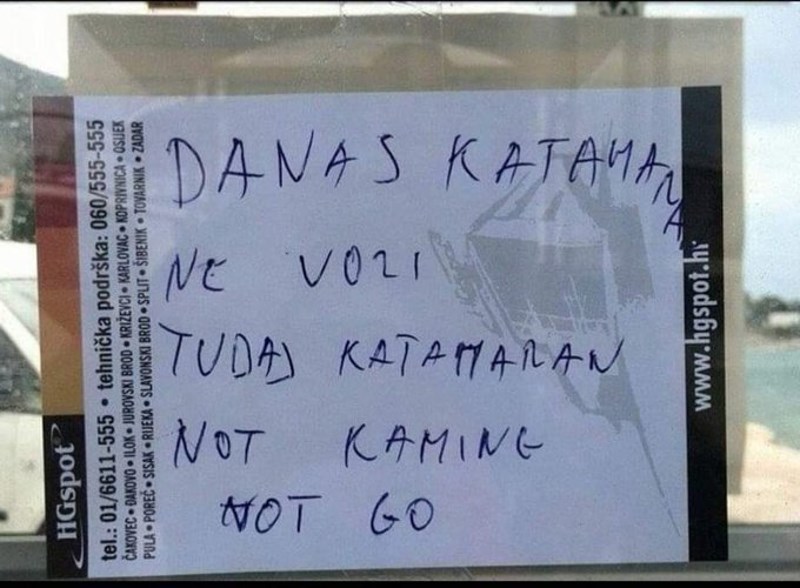 DANAS KATAMARAN
NE VOZI
TUDAJ KATAMARAN
NOT KAMING
NOT GO
HGspot
tel.: 01/6611-555 • tehnička podrška: 060/555-555
ČAKOVEC • ĐAKOVO • ILOK • JUROVSKI BROD • KRIŽEVCI • KARLOVAC • KOPRIVNICA • OSIJEK
PULA • POREČ • SISAK • RIJEKA • SLAVONSKI BROD • SPLIT • ŠIBENIK • TOVARNIK • ZADAR
www.hgspot.hr